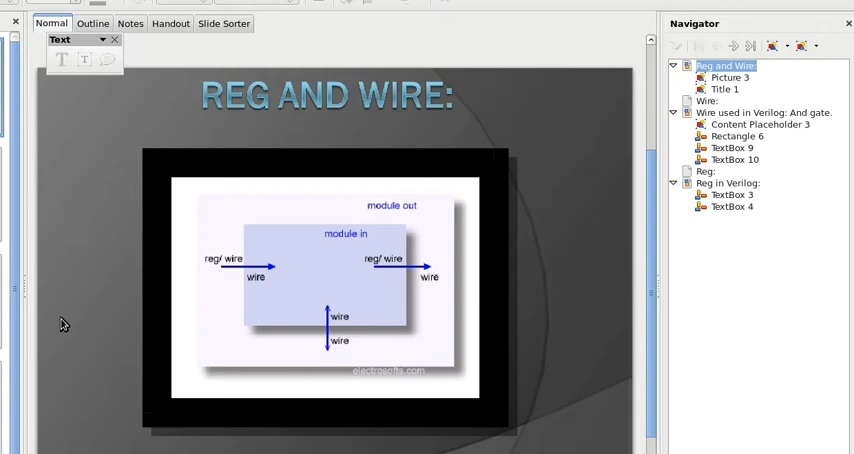 Normal Outline Notes Handout Slide Sorter
Text
T T
REG AND WIRE:
module out
module in
reg/ wire
reg/ wire
wire
wire
wire
wire
electrosofts.com
Navigator
Reg and Wire:
Picture 3
Title 1
Wire:
Wire used in Verilog: And gate.
Content Placeholder 3
Rectangle 6
TextBox 9
TextBox 10
Reg:
Reg in Verilog:
TextBox 3
TextBox 4